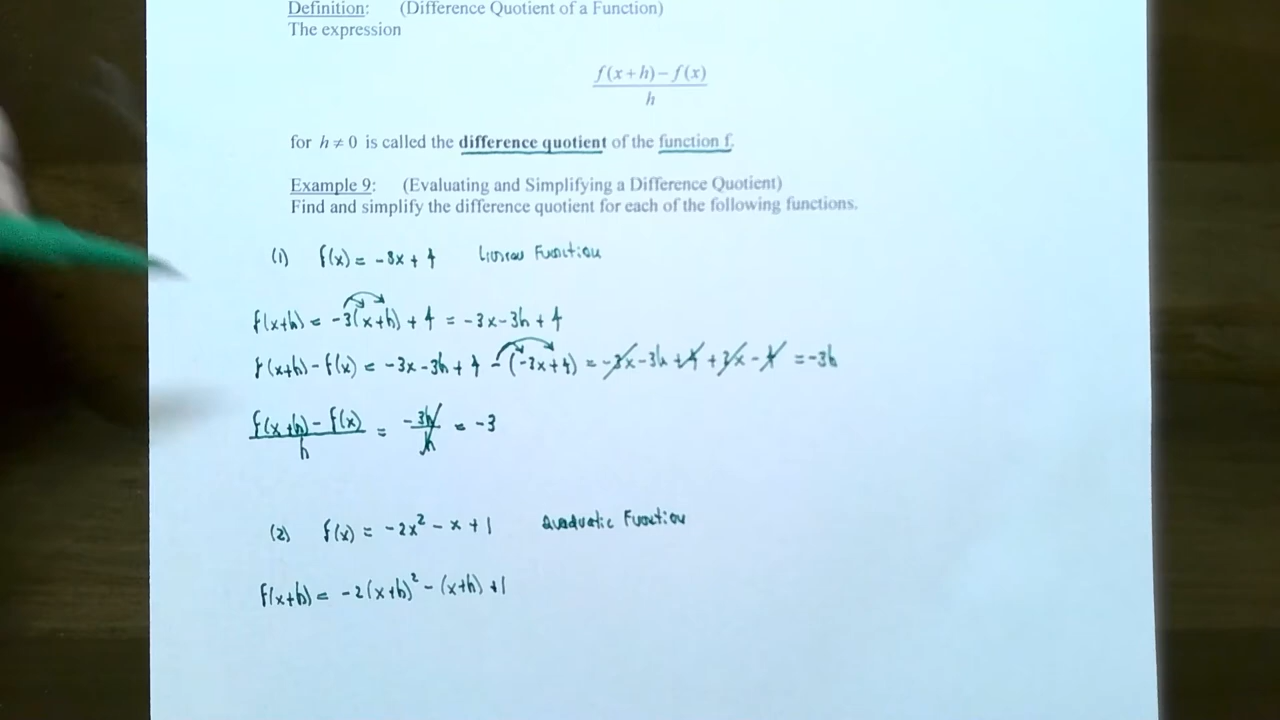 Definition: (Difference Quotient of a Function)
The expression
f(x+h)−f(x)
h
for h ≠ 0 is called the difference quotient of the function f.
Example 9: (Evaluating and Simplifying a Difference Quotient)
Find and simplify the difference quotient for each of the following functions.
(1) f(x) = -3x + 4 Linear Function
f(x+h) = -3(x+h) + 4 = -3x-3h + 4
f(x+h) - f(x) = -3x-3h + 4 - (-3x+4) = -3x -3h +4 +3x - 4 = -3h
f(x+h) - f(x)
h
= -3h
h
= -3
(2) f(x) = -2x² - x + 1 Quadratic Function
f(x+h) = -2(x+h)² - (x+h) + 1